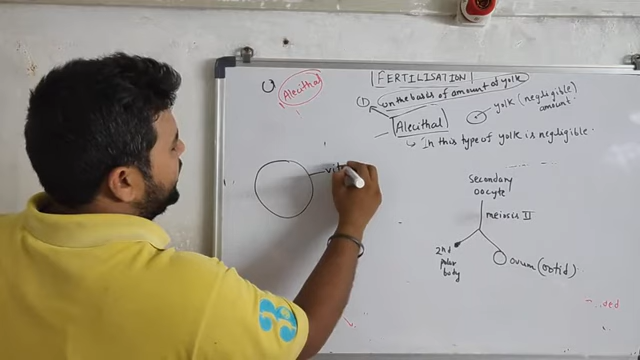 FERTILISATION
Alecithal
① on the basis of amount of yolk
yolk (negligible)
amount.
Alecithal
In this type of yolk is negligible.
vit
secondary
oocyte
meiosis II
2nd
polar
body
ovum (ootid).